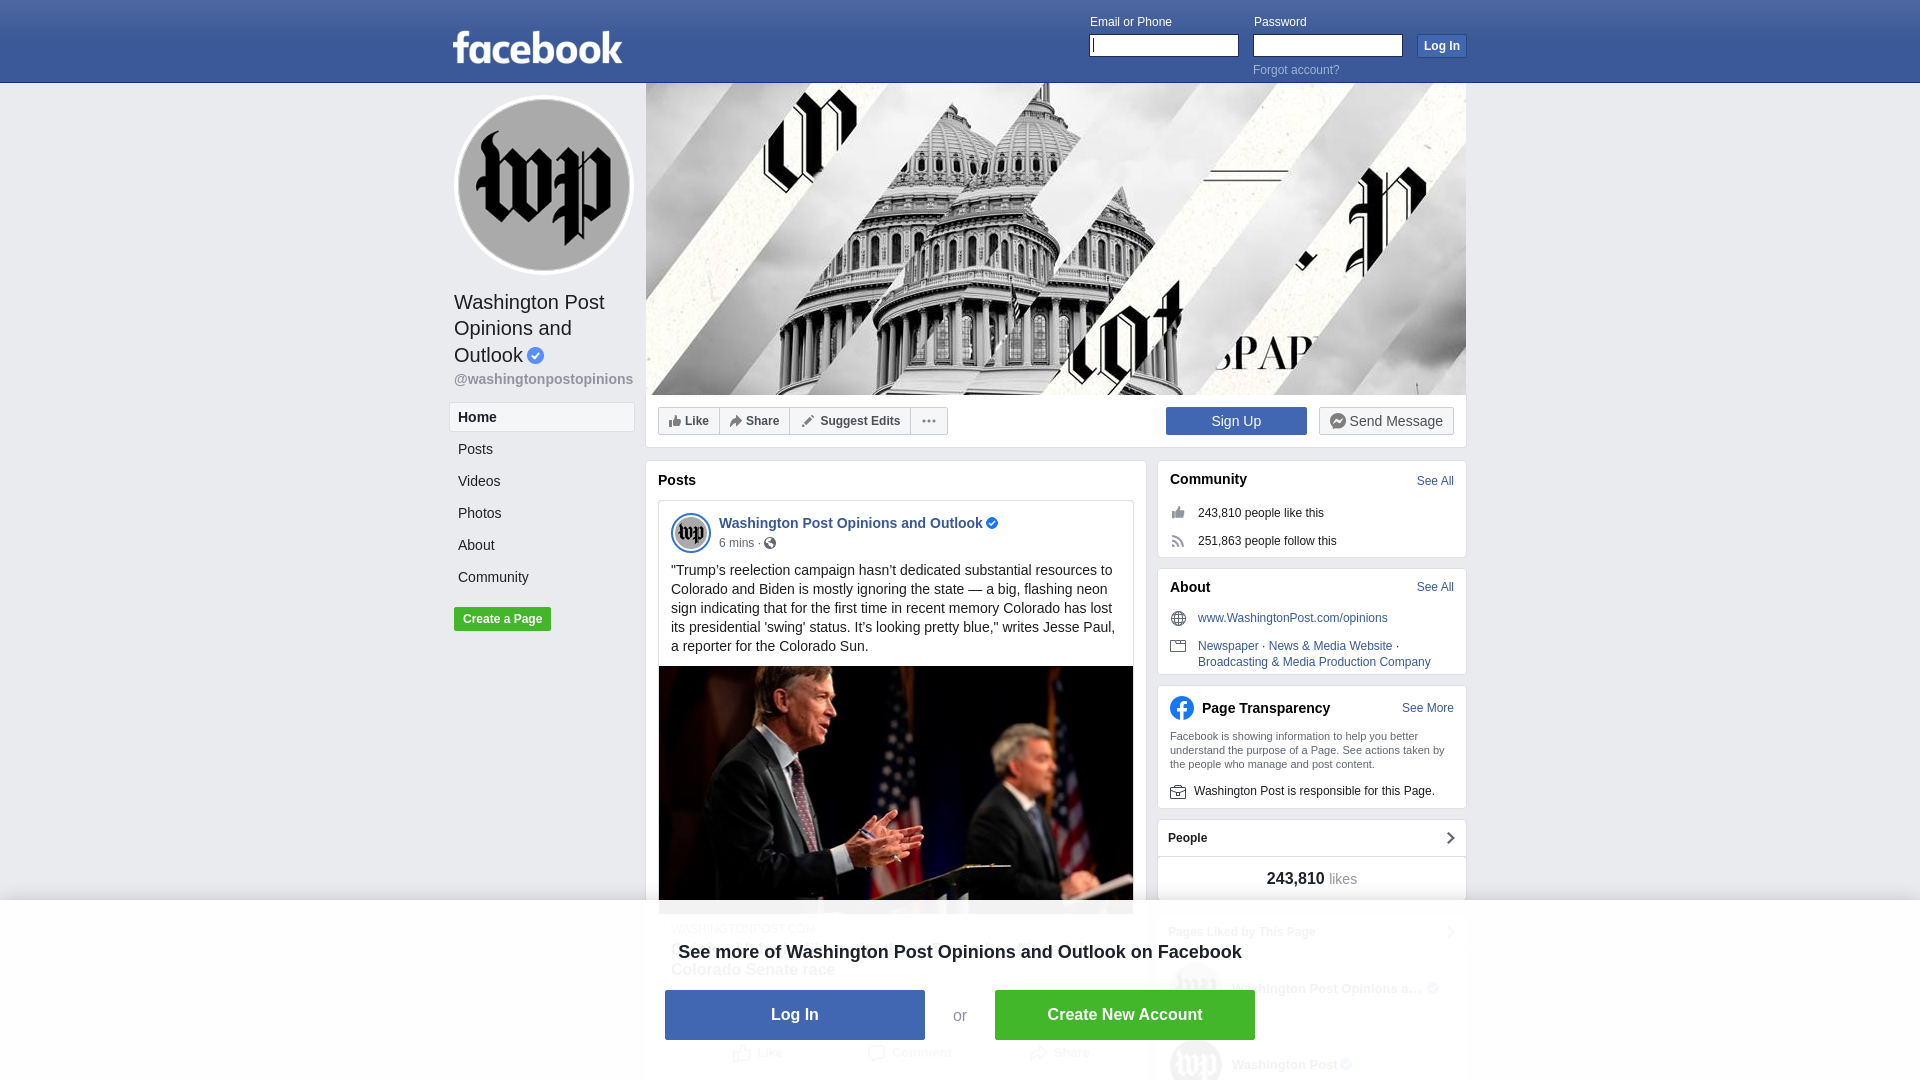 facebook
Email or Phone
Password
Log In
Forgot account?
Washington Post
Opinions and
Outlook
@washingtonpostopinions
Home
Posts
Videos
Photos
About
Community
Create a Page
wp
SPAP
Like
Share
Suggest Edits
Sign Up
Send Message
Posts
Washington Post Opinions and Outlook
6 mins ·
"Trump’s reelection campaign hasn’t dedicated substantial resources to
Colorado and Biden is mostly ignoring the state — a big, flashing neon
sign indicating that for the first time in recent memory Colorado has lost
its presidential 'swing' status. It’s looking pretty blue," writes Jesse Paul,
a reporter for the Colorado Sun.
WASHINGTONPOST.COM
Colorado Senate race
Like
Comment
Share
Community
See All
243,810 people like this
251,863 people follow this
About
See All
www.WashingtonPost.com/opinions
Newspaper · News & Media Website ·
Broadcasting & Media Production Company
Page Transparency
See More
Facebook is showing information to help you better
understand the purpose of a Page. See actions taken by
the people who manage and post content.
Washington Post is responsible for this Page.
People
243,810 likes
Pages Liked by This Page
Washington Post Opinions a...
Washington Post
See more of Washington Post Opinions and Outlook on Facebook
Log In
or
Create New Account